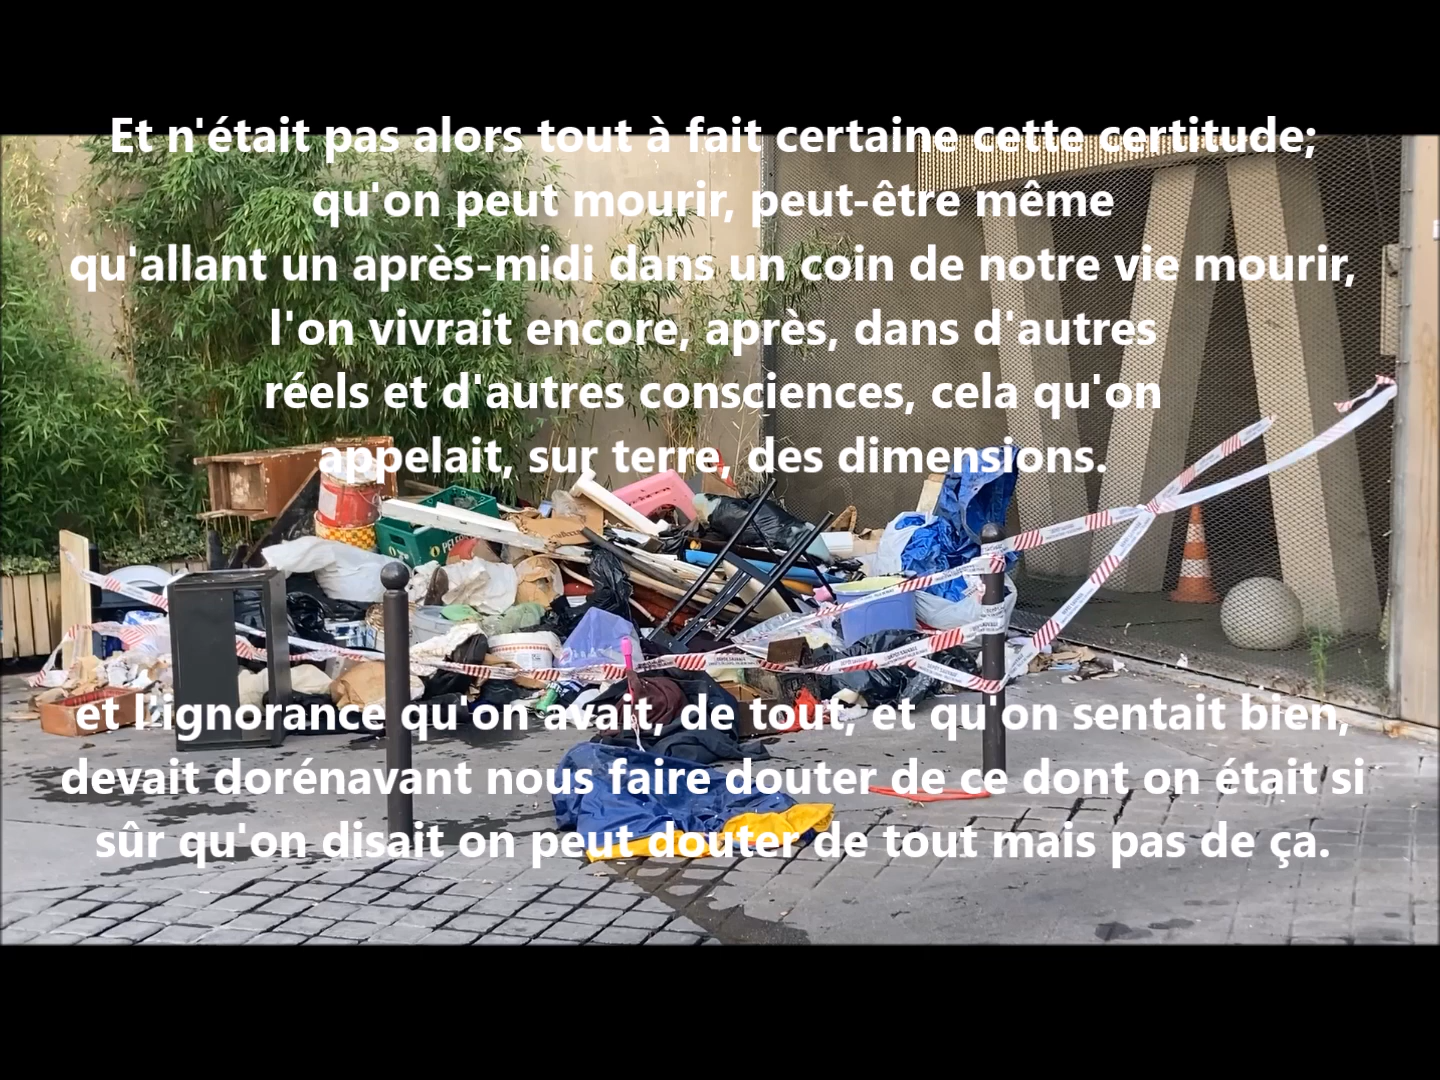 Et n'était pas alors tout à fait certaine cette certitude;
qu'on peut mourir, peut-être même
qu'allant un après-midi dans un coin de notre vie mourir,
l'on vivrait encore, après, dans d'autres
réels et d'autres consciences, cela qu'on
appelait, sur terre, des dimensions.
et l'ignorance qu'on avait, de tout, et qu'on sentait bien,
devait dorénavant nous faire douter de ce dont on était si
sûr qu'on disait on peut douter de tout mais pas de ça.